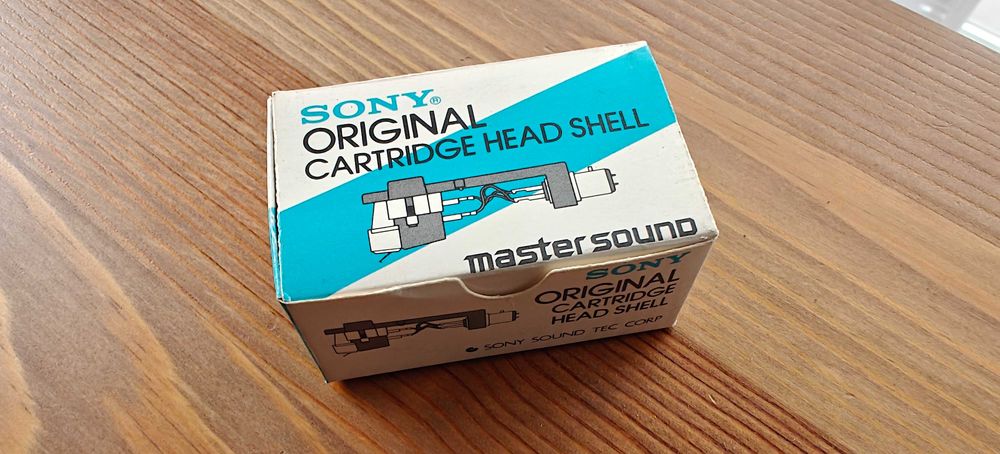 SONY®
ORIGINAL
CARTRIDGE HEAD SHELL
master sound
SONY
ORIGINAL
CARTRIDGE
HEAD SHELL
SONY SOUND TEC CORP